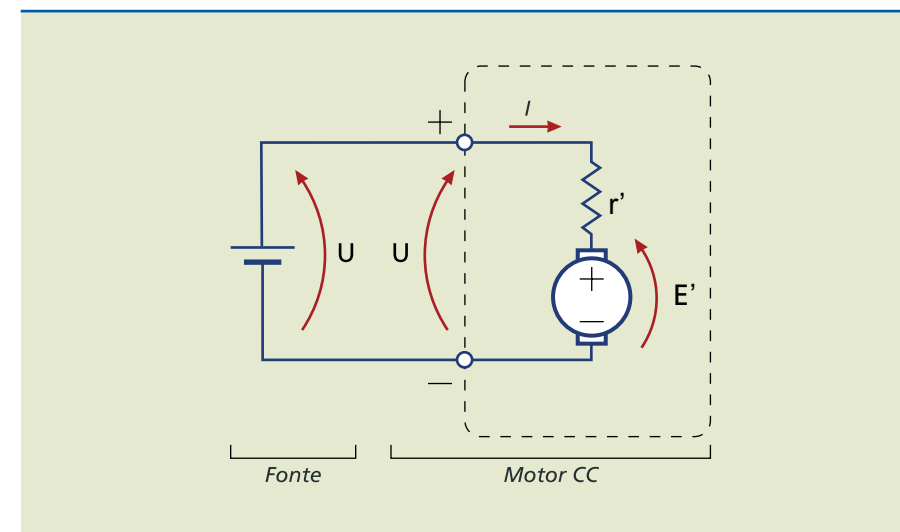 I
+
r’
U
U
+
E’
—
—
Fonte
Motor CC